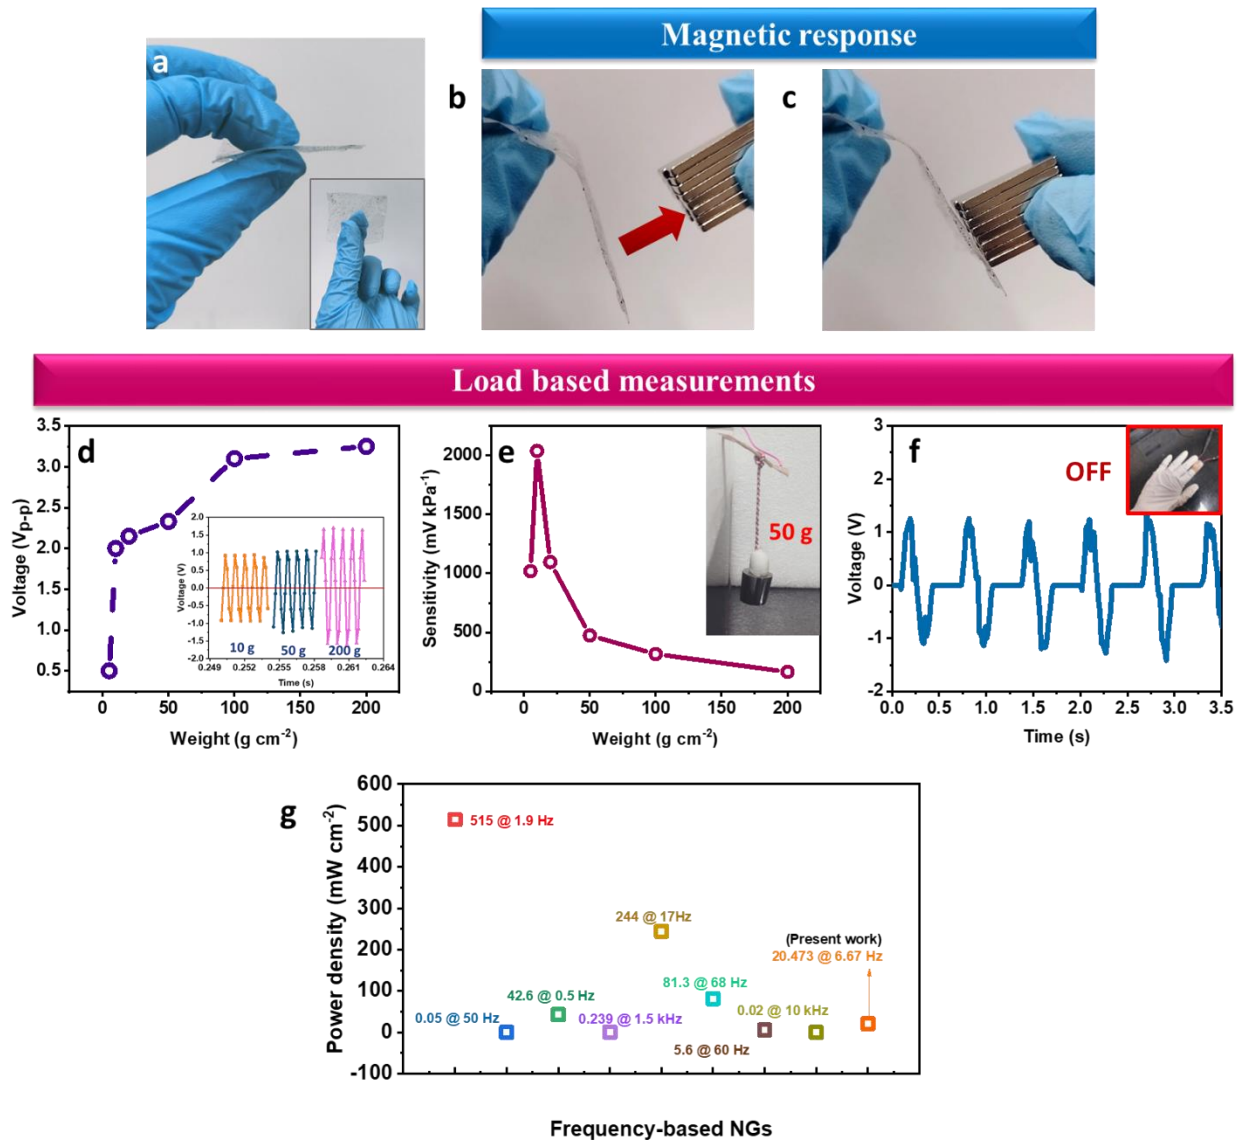 Magnetic response
a
b
c
Load based measurements
d
Voltage (Vp-p)
3.5
3.0
2.5
2.0
1.5
1.0
0.5
0
50
100
150
200
Weight (g cm-2)
Voltage (V)
2.0
1.5
1.0
0.5
0.0
-0.5
-1.0
-1.5
-2.0
10 g
50 g
200 g
0.249
0.252
0.255
0.258
0.261
0.264
Time (s)
e
Sensitivity (mV kPa-1)
2000
1500
1000
500
0
0
50
100
150
200
Weight (g cm-2)
50 g
f
OFF
Voltage (V)
3
2
1
0
-1
-2
0.0
0.5
1.0
1.5
2.0
2.5
3.0
3.5
Time (s)
g
Power density (mW cm-2)
600
500
400
300
200
100
0
-100
515 @ 1.9 Hz
0.05 @ 50 Hz
42.6 @ 0.5 Hz
0.239 @ 1.5 kHz
244 @ 17Hz
81.3 @ 68 Hz
5.6 @ 60 Hz
0.02 @ 10 kHz
(Present work)
20.473 @ 6.67 Hz
Frequency-based NGs